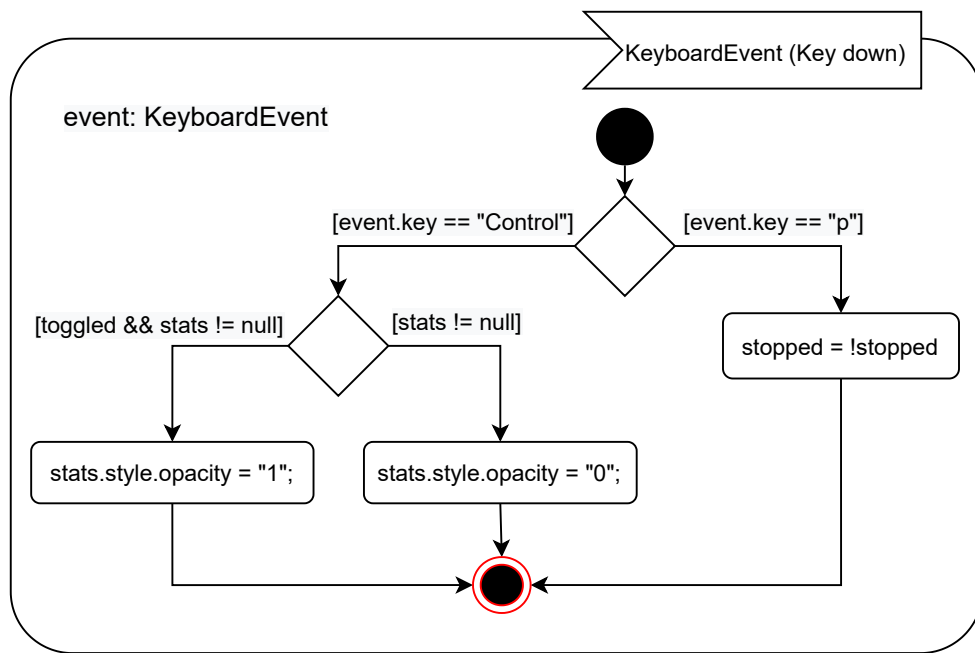 KeyboardEvent (Key down)
event: KeyboardEvent
[event.key == "Control"]
[event.key == "p"]
[toggled && stats != null]
[stats != null]
stopped = !stopped
stats.style.opacity = "1";
stats.style.opacity = "0";